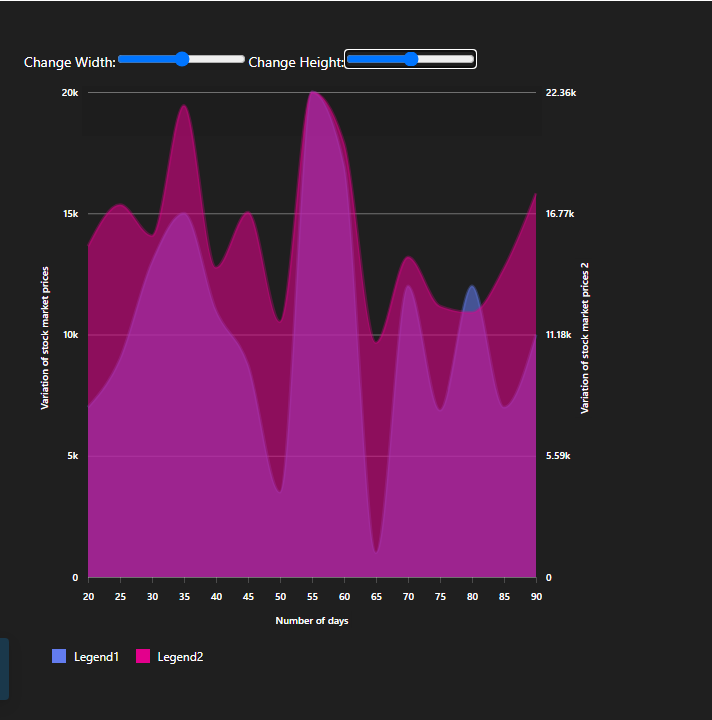 Change Width: Change Height:
20k 22.36k
15k 16.77k
Variation of stock market prices
Variation of stock market prices 2
10k 11.18k
5k 5.59k
0 0
20 25 30 35 40 45 50 55 60 65 70 75 80 85 90
Number of days
Legend1 Legend2